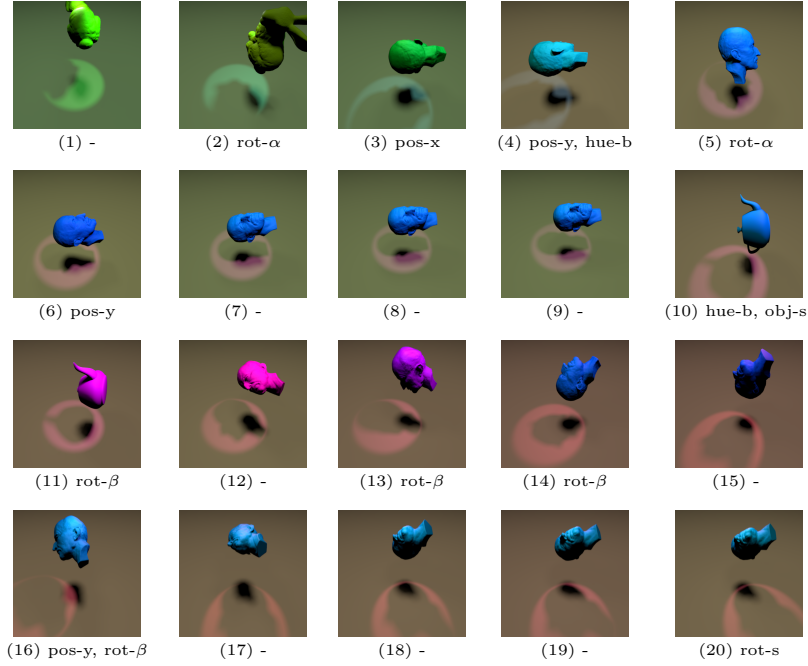 (1) - (2) rot-α (3) pos-x (4) pos-y, hue-b (5) rot-α
(6) pos-y (7) - (8) - (9) - (10) hue-b, obj-s
(11) rot-β (12) - (13) rot-β (14) rot-β (15) -
(16) pos-y, rot-β (17) - (18) - (19) - (20) rot-s